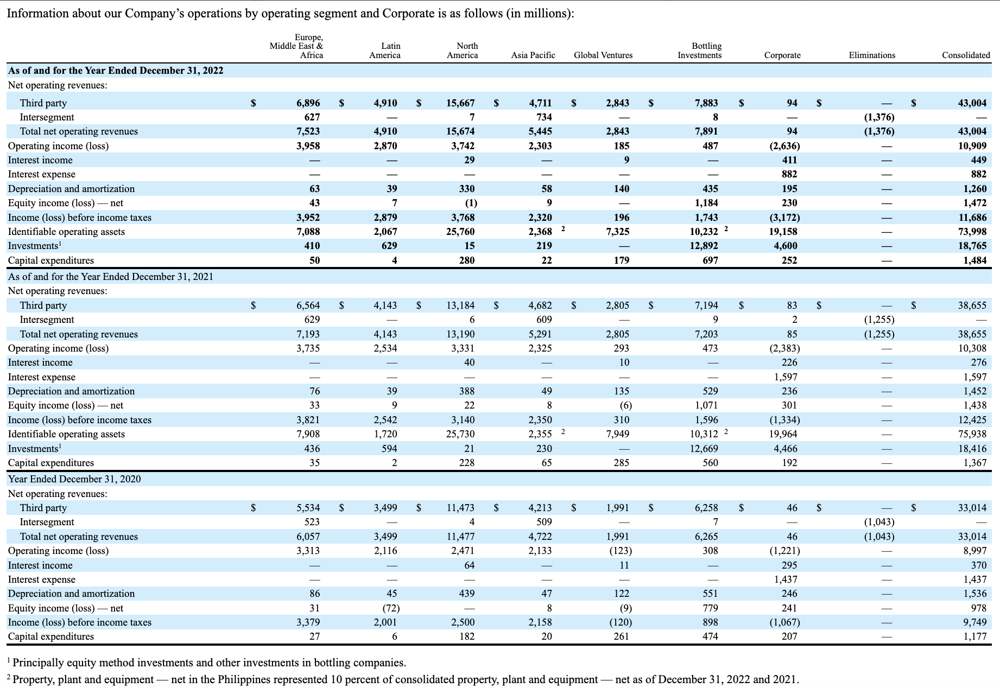 Information about our Company’s operations by operating segment and Corporate is as follows (in millions):
Europe, Middle East & Africa Latin America North America Asia Pacific Global Ventures Bottling Investments Corporate Eliminations Consolidated
As of and for the Year Ended December 31, 2022
Net operating revenues:
Third party $ 6,896 $ 4,910 $ 15,667 $ 4,711 $ 2,843 $ 7,883 $ 94 $ — $ 43,004
Intersegment 627 — 7 734 — 8 — (1,376) —
Total net operating revenues 7,523 4,910 15,674 5,445 2,843 7,891 94 (1,376) 43,004
Operating income (loss) 3,958 2,870 3,742 2,303 185 487 (2,636) — 10,909
Interest income — — 29 — 9 — 411 — 449
Interest expense — — — — — — 882 — 882
Depreciation and amortization 63 39 330 58 140 435 195 — 1,260
Equity income (loss) — net 43 7 (1) 9 — 1,184 230 — 1,472
Income (loss) before income taxes 3,952 2,879 3,768 2,320 196 1,743 (3,172) — 11,686
Identifiable operating assets 7,088 2,067 25,760 2,368 2 7,325 10,232 2 19,158 — 73,998
Investments1 410 629 15 219 — 12,892 4,600 — 18,765
Capital expenditures 50 4 280 22 179 697 252 — 1,484
As of and for the Year Ended December 31, 2021
Net operating revenues:
Third party $ 6,564 $ 4,143 $ 13,184 $ 4,682 $ 2,805 $ 7,194 $ 83 $ — $ 38,655
Intersegment 629 — 6 609 — 9 2 (1,255) —
Total net operating revenues 7,193 4,143 13,190 5,291 2,805 7,203 85 (1,255) 38,655
Operating income (loss) 3,735 2,534 3,331 2,325 293 473 (2,383) — 10,308
Interest income — — 40 — 10 — 226 — 276
Interest expense — — — — — — 1,597 — 1,597
Depreciation and amortization 76 39 388 49 135 529 236 — 1,452
Equity income (loss) — net 33 9 22 8 (6) 1,071 301 — 1,438
Income (loss) before income taxes 3,821 2,542 3,140 2,350 310 1,596 (1,334) — 12,425
Identifiable operating assets 7,908 1,720 25,730 2,355 2 7,949 10,312 2 19,964 — 75,938
Investments1 436 594 21 230 — 12,669 4,466 — 18,416
Capital expenditures 35 2 228 65 285 560 192 — 1,367
Year Ended December 31, 2020
Net operating revenues:
Third party $ 5,534 $ 3,499 $ 11,473 $ 4,213 $ 1,991 $ 6,258 $ 46 $ — $ 33,014
Intersegment 523 — 4 509 — 7 — (1,043) —
Total net operating revenues 6,057 3,499 11,477 4,722 1,991 6,265 46 (1,043) 33,014
Operating income (loss) 3,313 2,116 2,471 2,133 (123) 308 (1,221) — 8,997
Interest income — — 64 — 11 — 295 — 370
Interest expense — — — — — — 1,437 — 1,437
Depreciation and amortization 86 45 439 47 122 551 246 — 1,536
Equity income (loss) — net 31 (72) — 8 (9) 779 241 — 978
Income (loss) before income taxes 3,379 2,001 2,500 2,158 (120) 898 (1,067) — 9,749
Capital expenditures 27 6 182 20 261 474 207 — 1,177
1 Principally equity method investments and other investments in bottling companies.
2 Property, plant and equipment — net in the Philippines represented 10 percent of consolidated property, plant and equipment — net as of December 31, 2022 and 2021.